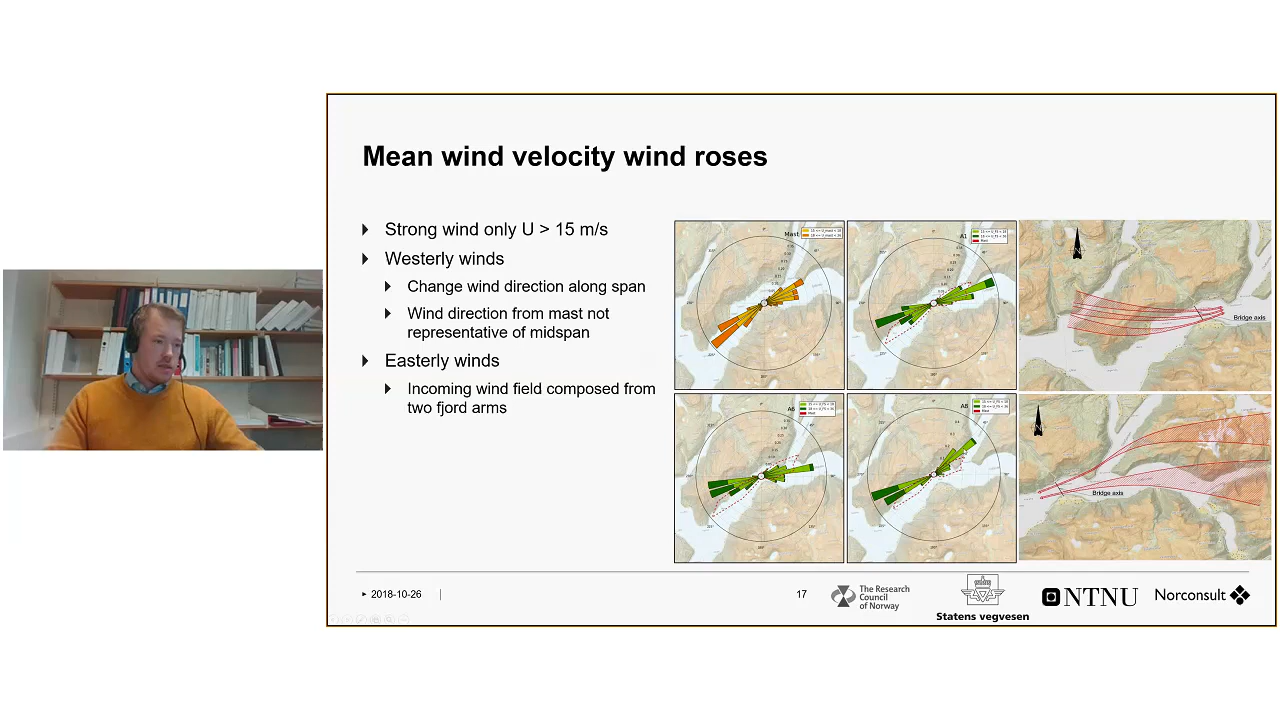 Mean wind velocity wind roses
Strong wind only U > 15 m/s
Westerly winds
Change wind direction along span
Wind direction from mast not
representative of midspan
Easterly winds
Incoming wind field composed from
two fjord arms
Mast
A1
A6
A8
Bridge axis
Bridge axis
2018-10-26
17
The Research
Council
of Norway
Statens vegvesen
NTNU
Norconsult